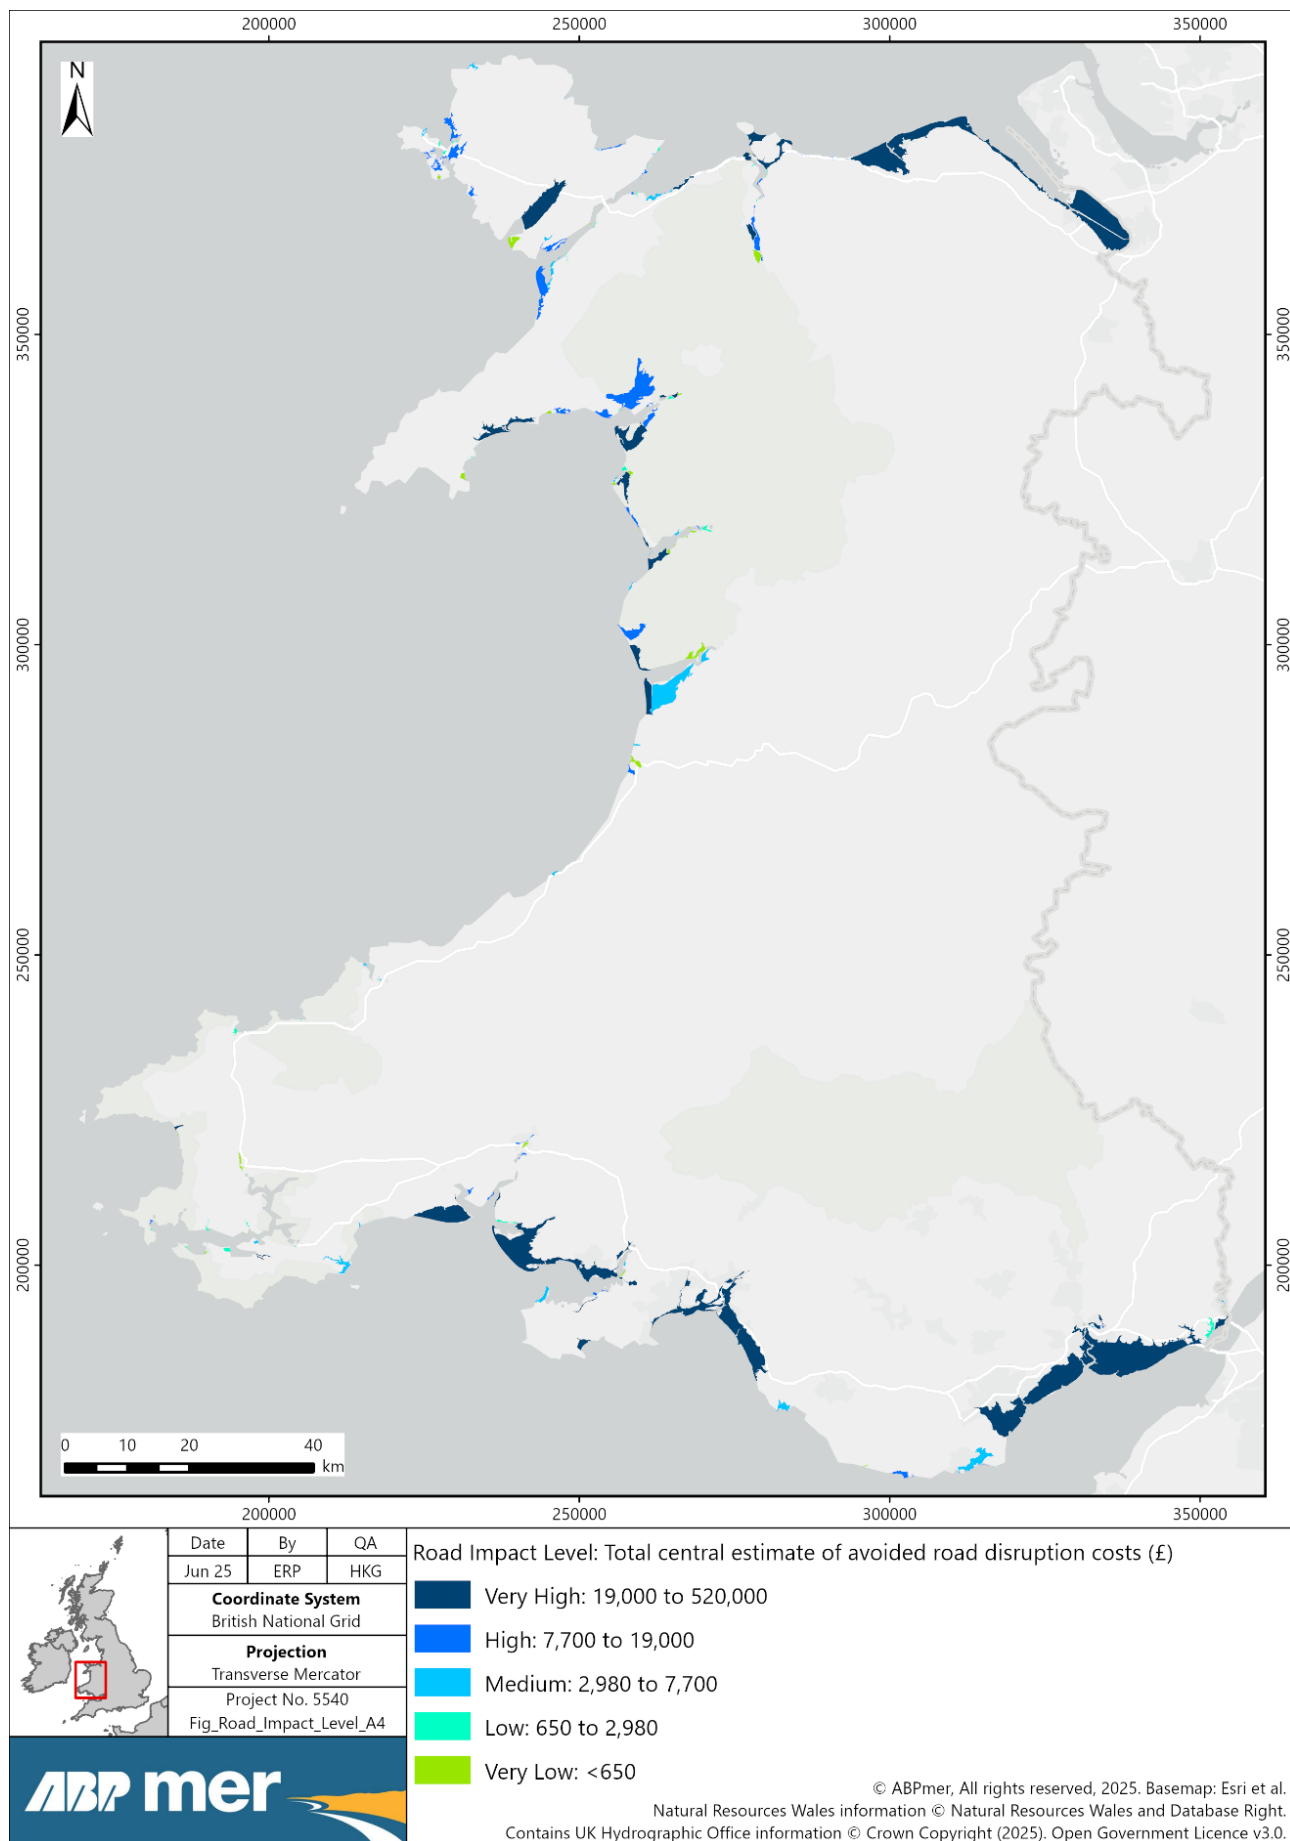 200000 250000 300000 350000
N
350000 350000
300000 300000
250000 250000
200000 200000
0 10 20 40
km
200000 250000 300000 350000
Date By QA
Jun 25 ERP HKG
Coordinate System
British National Grid
Projection
Transverse Mercator
Project No. 5540
Fig_Road_Impact_Level_A4
ABPmer
Road Impact Level: Total central estimate of avoided road disruption costs (£)
Very High: 19,000 to 520,000
High: 7,700 to 19,000
Medium: 2,980 to 7,700
Low: 650 to 2,980
Very Low: <650
© ABPmer, All rights reserved, 2025. Basemap: Esri et al.
Natural Resources Wales information © Natural Resources Wales and Database Right.
Contains UK Hydrographic Office information © Crown Copyright (2025). Open Government Licence v3.0.